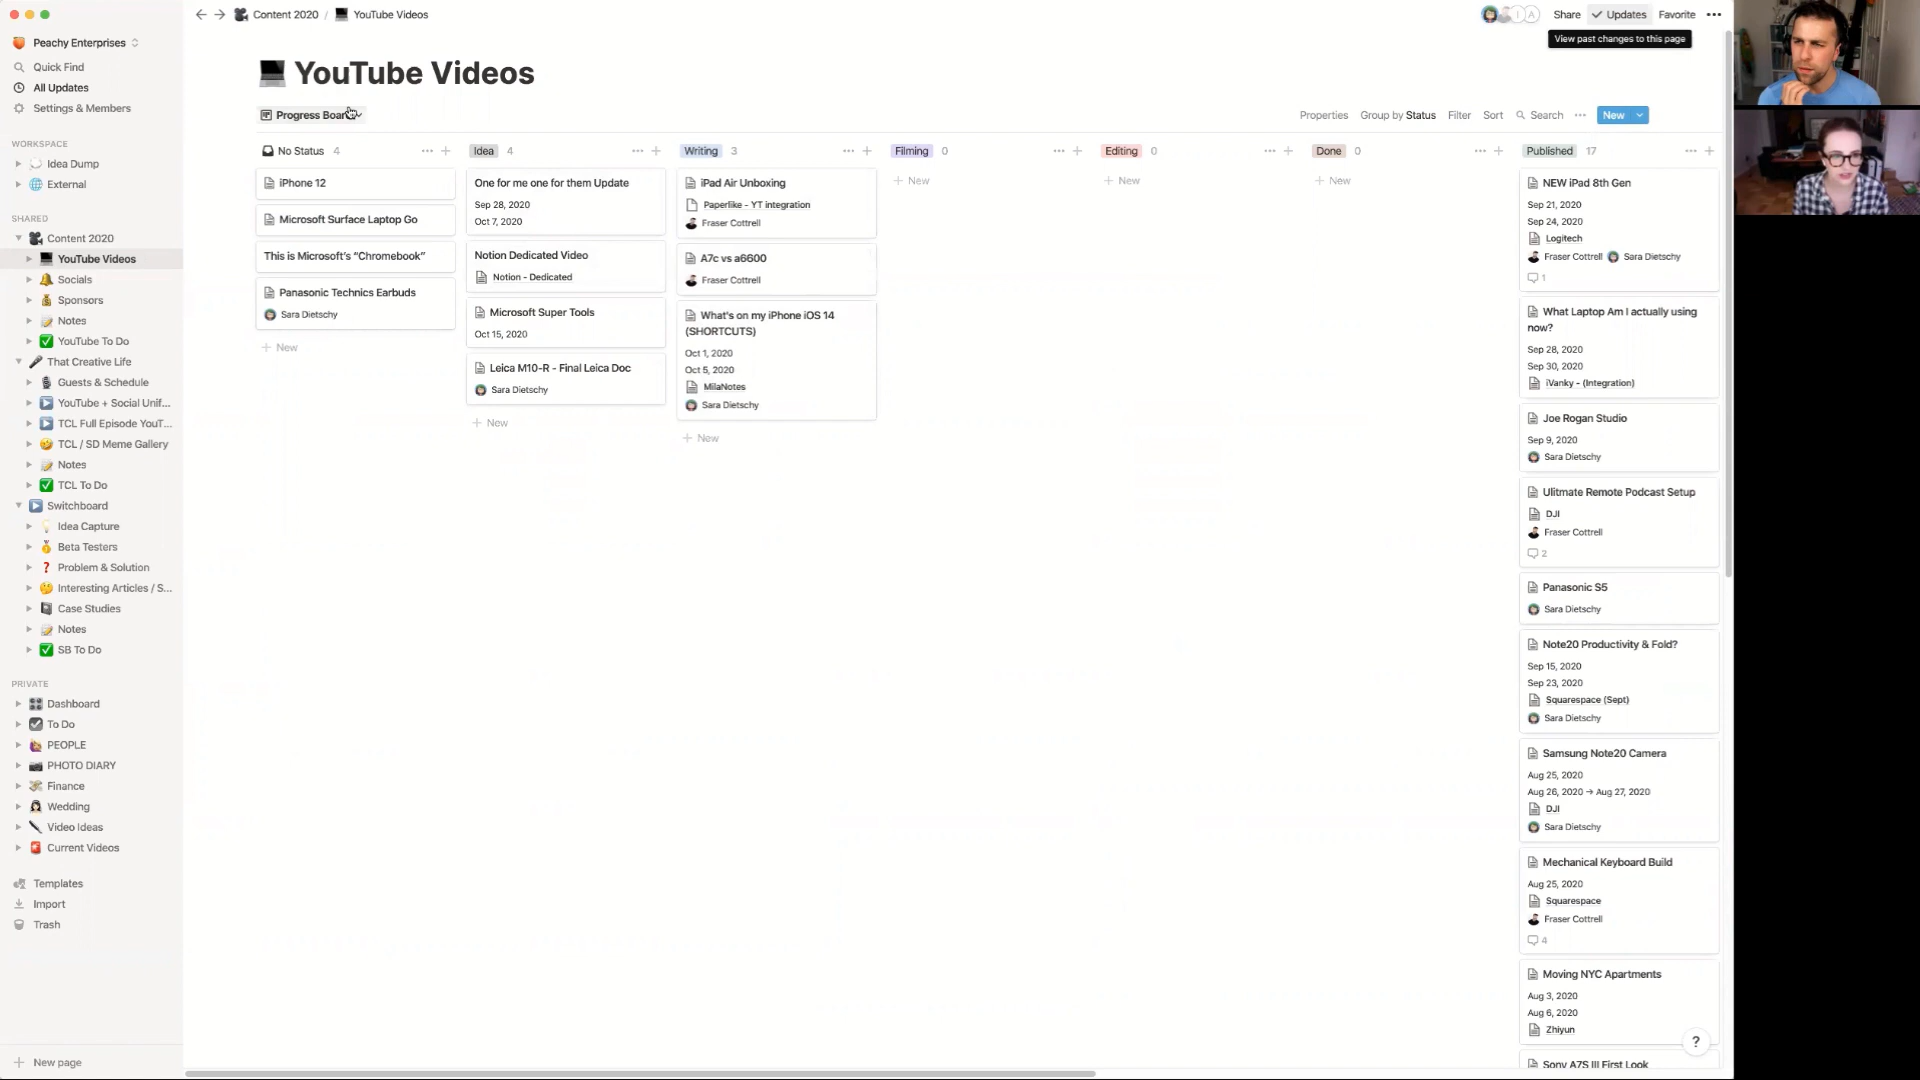 Content 2020 / YouTube Videos
Share Updates Favorite
View past changes to this page
Peachy Enterprises
Quick Find
All Updates
Settings & Members
WORKSPACE
Idea Dump
External
SHARED
Content 2020
YouTube Videos
Socials
Sponsors
Notes
YouTube To Do
That Creative Life
Guests & Schedule
YouTube + Social Unif...
TCL Full Episode YouT...
TCL / SD Meme Gallery
Notes
TCL To Do
Switchboard
Idea Capture
Beta Testers
Problem & Solution
Interesting Articles / S...
Case Studies
Notes
SB To Do
PRIVATE
Dashboard
To Do
PEOPLE
PHOTO DIARY
Finance
Wedding
Video Ideas
Current Videos
Templates
Import
Trash
New page
YouTube Videos
Progress Board
Properties Group by Status Filter Sort Search New
No Status 4
iPhone 12
Microsoft Surface Laptop Go
This is Microsoft's “Chromebook”
Panasonic Technics Earbuds
Sara Dietschy
New
Idea 4
One for me one for them Update
Sep 28, 2020
Oct 7, 2020
Notion Dedicated Video
Notion - Dedicated
Microsoft Super Tools
Oct 15, 2020
Leica M10-R - Final Leica Doc
Sara Dietschy
New
Writing 3
iPad Air Unboxing
Paperlike - YT integration
Fraser Cottrell
A7c vs a6600
Fraser Cottrell
What's on my iPhone iOS 14
(SHORTCUTS)
Oct 1, 2020
Oct 5, 2020
MilaNotes
Sara Dietschy
New
Filming 0
New
Editing 0
New
Done 0
New
Published 17
NEW iPad 8th Gen
Sep 21, 2020
Sep 24, 2020
Logitech
Fraser Cottrell Sara Dietschy
1
What Laptop Am I actually using
now?
Sep 28, 2020
Sep 30, 2020
iVanky - (Integration)
Joe Rogan Studio
Sep 9, 2020
Sara Dietschy
Ulitmate Remote Podcast Setup
DJI
Fraser Cottrell
2
Panasonic S5
Sara Dietschy
Note20 Productivity & Fold?
Sep 15, 2020
Sep 23, 2020
Squarespace (Sept)
Sara Dietschy
Samsung Note20 Camera
Aug 25, 2020
Aug 26, 2020 → Aug 27, 2020
DJI
Sara Dietschy
Mechanical Keyboard Build
Aug 25, 2020
Squarespace
Fraser Cottrell
4
Moving NYC Apartments
Aug 3, 2020
Aug 6, 2020
Zhiyun
Sony A7S III First Look
?